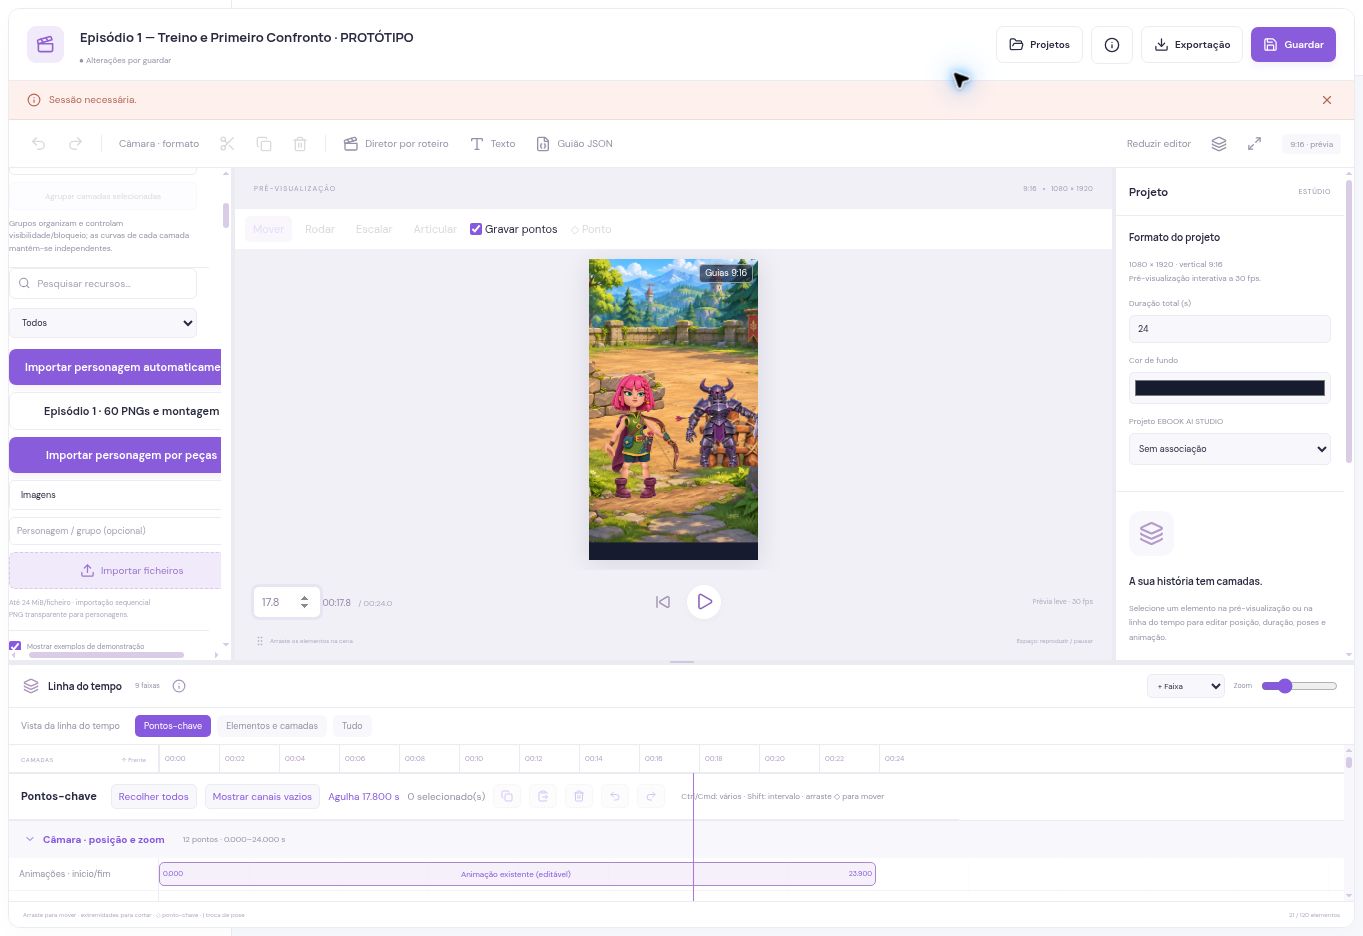 Episódio 1 — Treino e Primeiro Confronto · PROTÓTIPO
● Alterações por guardar
Projetos
Exportação
Guardar
Sessão necessária.
Câmara · formato
Diretor por roteiro
Texto
Guião JSON
Reduzir editor
9:16 · prévia
Agrupar camadas selecionadas
Grupos organizam e controlam
visibilidade/bloqueio; as curvas de cada camada
mantêm-se independentes.
Pesquisar recursos…
Todos
Importar personagem automaticame
Episódio 1 · 60 PNGs e montagem
Importar personagem por peças
Imagens
Personagem / grupo (opcional)
Importar ficheiros
Até 24 MiB/ficheiro · importação sequencial
PNG transparente para personagens.
Mostrar exemplos de demonstração
PRÉ-VISUALIZAÇÃO
9:16 • 1080 × 1920
Mover
Rodar
Escalar
Articular
Gravar pontos
◇ Ponto
Guias 9:16
17.8
00:17.8 / 00:24.0
Prévia leve · 30 fps
Arraste os elementos na cena
Espaço: reproduzir / pausar
Projeto
ESTÚDIO
Formato do projeto
1080 × 1920 · vertical 9:16
Pré-visualização interativa a 30 fps.
Duração total (s)
24
Cor de fundo
Projeto EBOOK AI STUDIO
Sem associação
A sua história tem camadas.
Selecione um elemento na pré-visualização ou na
linha do tempo para editar posição, duração, poses e
animação.
Linha do tempo
9 faixas
+ Faixa
Zoom
Vista da linha do tempo
Pontos-chave
Elementos e camadas
Tudo
CAMADAS
↑ Frente
00:00
00:02
00:04
00:06
00:08
00:10
00:12
00:14
00:16
00:18
00:20
00:22
00:24
Pontos-chave
Recolher todos
Mostrar canais vazios
Agulha 17.800 s
0 selecionado(s)
Ctrl/Cmd: vários · Shift: intervalo · arraste ◇ para mover
Câmara · posição e zoom
12 pontos · 0.000–24.000 s
Animações · início/fim
0.000
Animação existente (editável)
23.900
Arraste para mover · extremidades para cortar · ◇ ponto-chave · | troca de pose
21 / 120 elementos